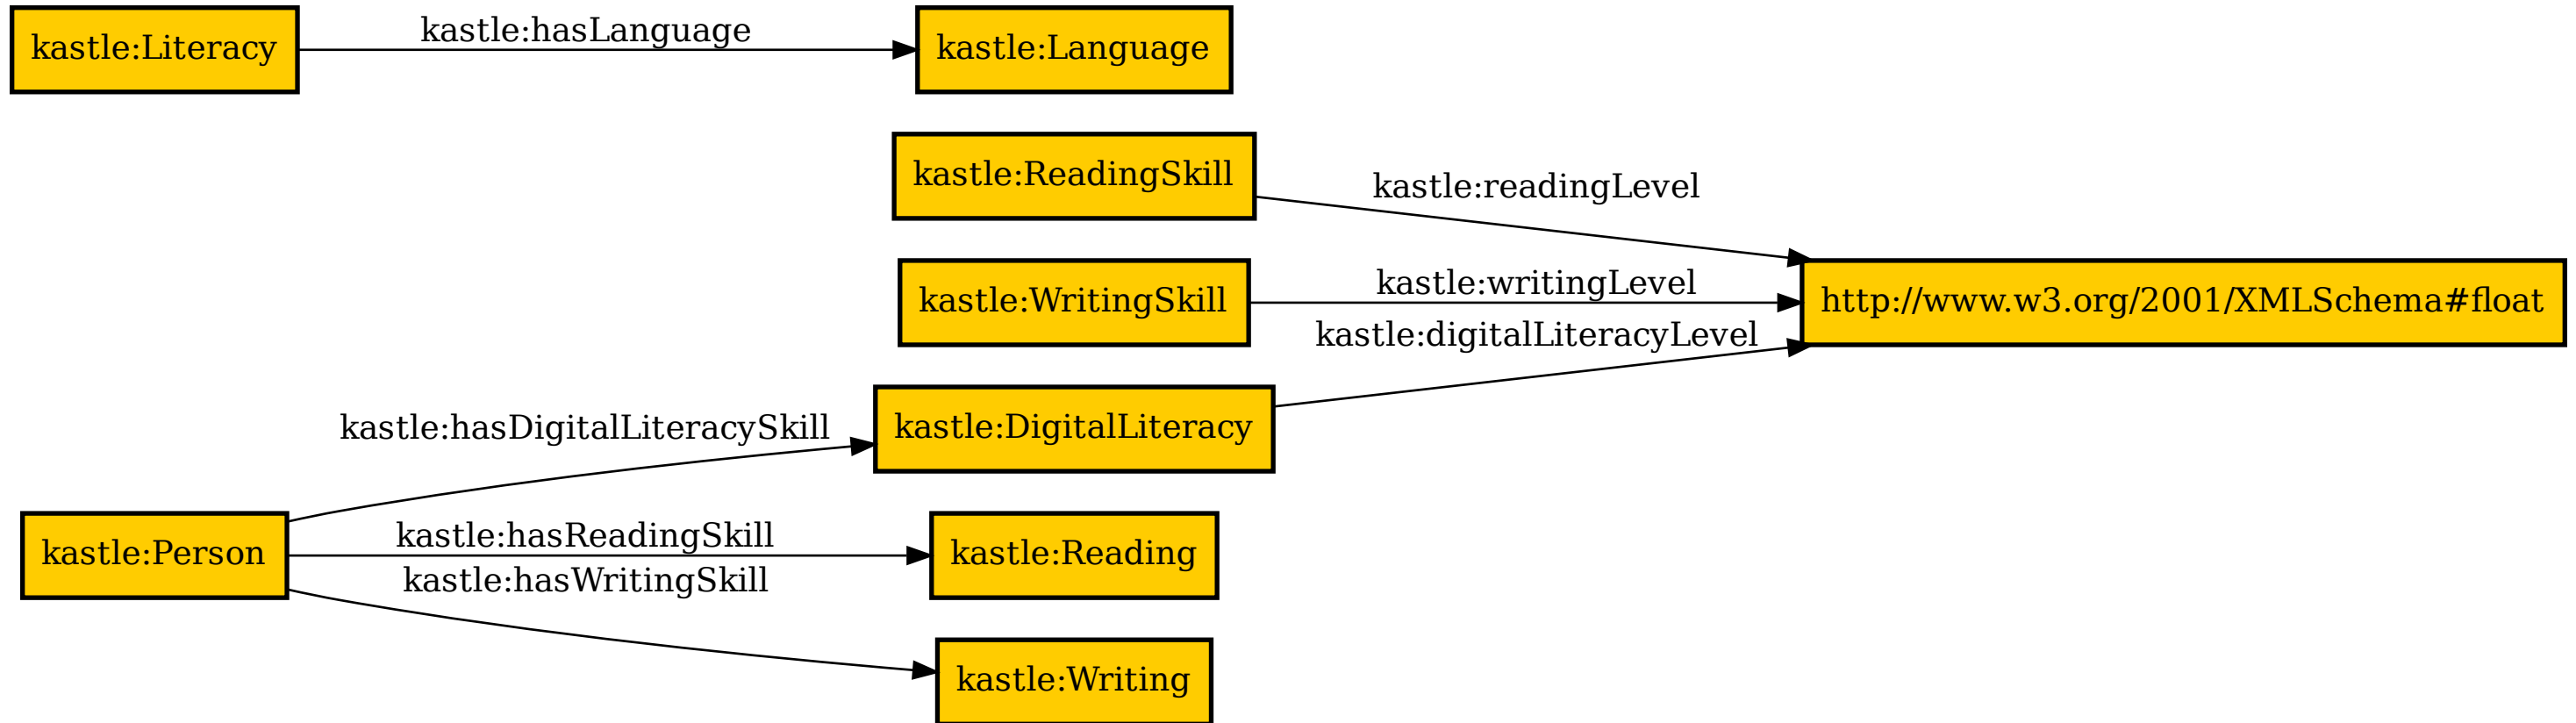 kastle:Literacy
kastle:hasLanguage
kastle:Language
kastle:ReadingSkill
kastle:readingLevel
kastle:WritingSkill
kastle:writingLevel
http://www.w3.org/2001/XMLSchema#float
kastle:digitalLiteracyLevel
kastle:hasDigitalLiteracySkill
kastle:DigitalLiteracy
kastle:Person
kastle:hasReadingSkill
kastle:Reading
kastle:hasWritingSkill
kastle:Writing